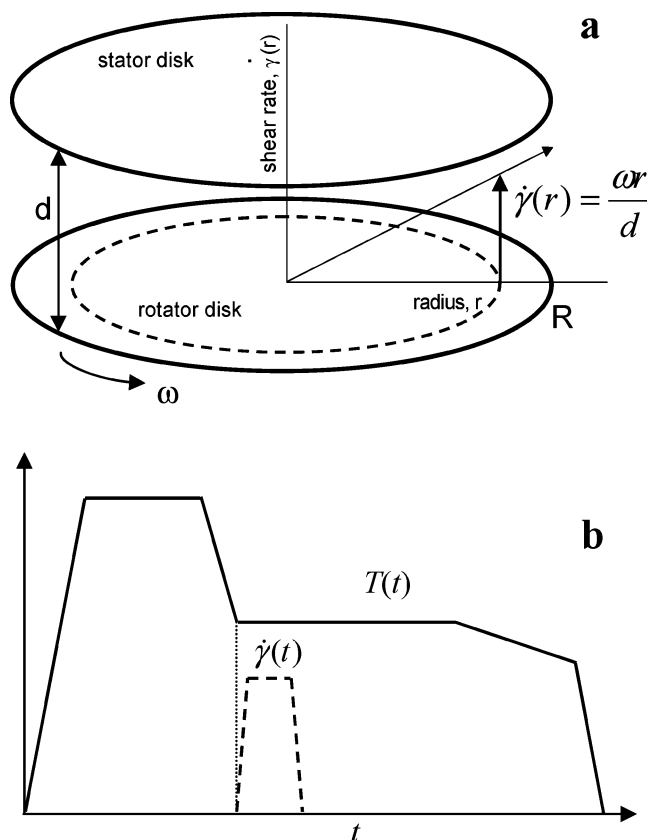 a
stator disk
shear rate, γ̇(r)
d
γ̇(r) = ωr/d
rotator disk
radius, r
R
ω
b
T(t)
γ̇(t)
t